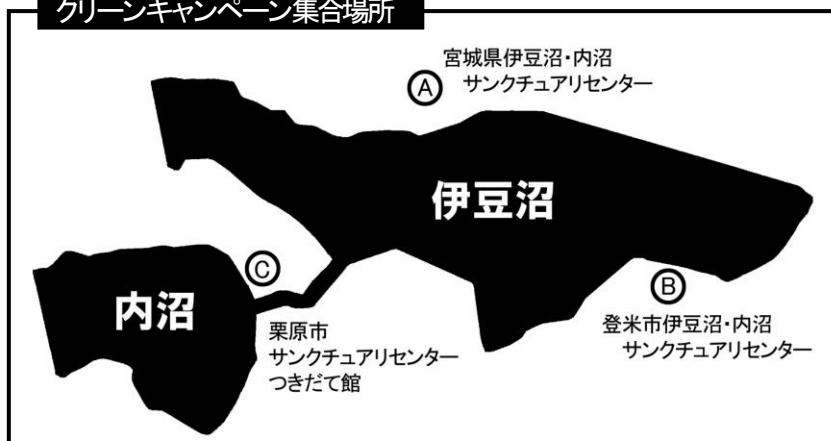 クリーンキャンペーン集合場所
宮城県伊豆沼・内沼
サンクチュアリセンター
Ⓐ
伊豆沼
Ⓒ
内沼
Ⓑ
栗原市
サンクチュアリセンター
つきだて館
登米市伊豆沼・内沼
サンクチュアリセンター